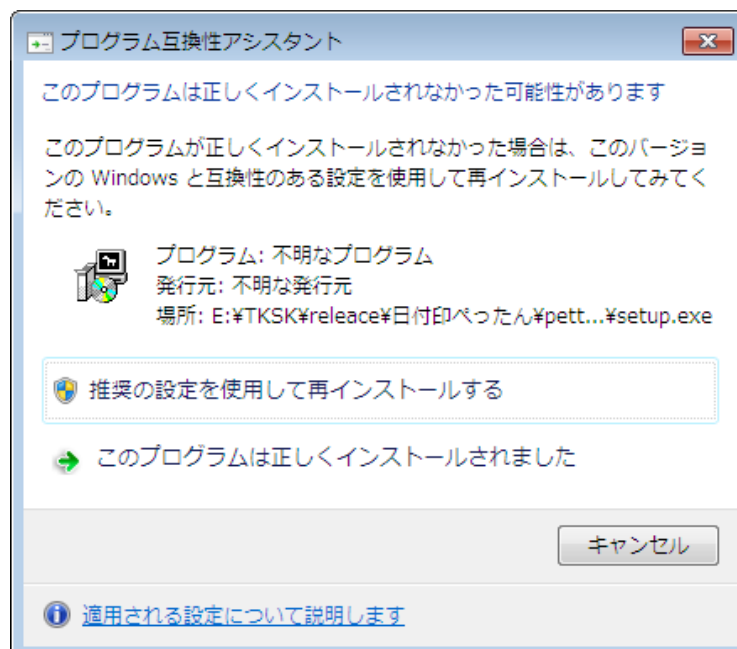 プログラム互換性アシスタント
このプログラムは正しくインストールされなかった可能性があります
このプログラムが正しくインストールされなかった場合は、このバージョ
ンの Windows と互換性のある設定を使用して再インストールしてみてく
ださい。
プログラム: 不明なプログラム
発行元: 不明な発行元
場所: E:¥TKSK¥releace¥日付印ぺったん¥pett...¥setup.exe
推奨の設定を使用して再インストールする
このプログラムは正しくインストールされました
キャンセル
適用される設定について説明します